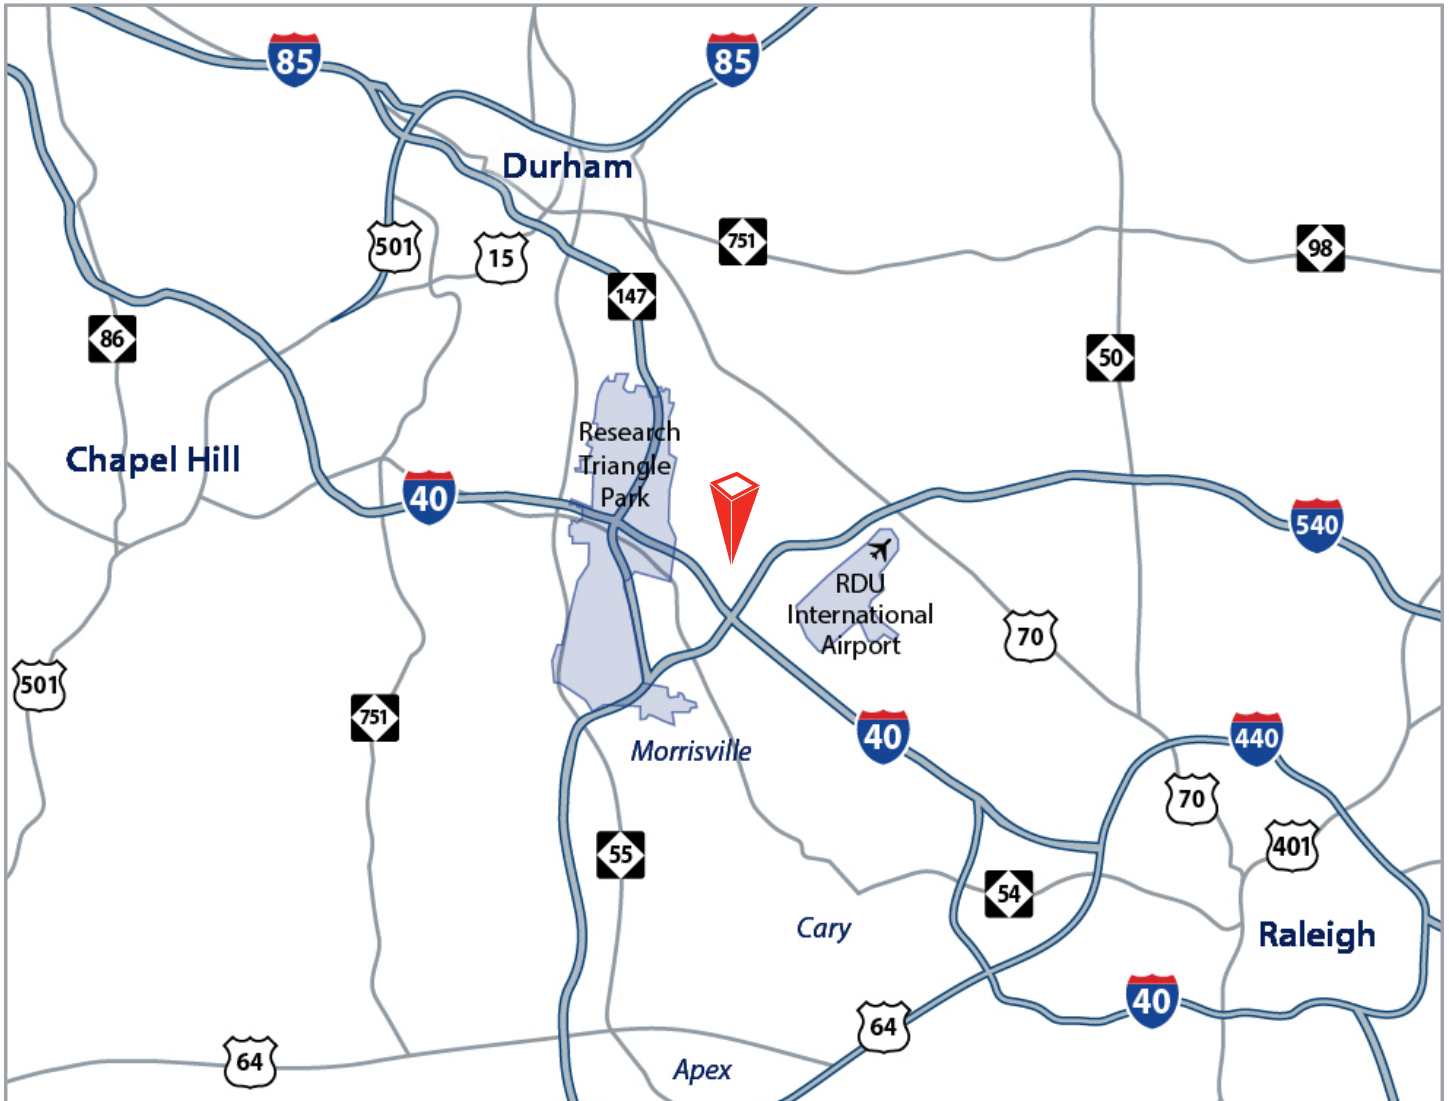 85
85
Durham
501
15
751
98
147
86
50
Research
Triangle
Park
Chapel Hill
40
540
RDU
International
Airport
70
501
751
40
440
Morrisville
70
55
401
54
Cary
Raleigh
40
64
64
Apex